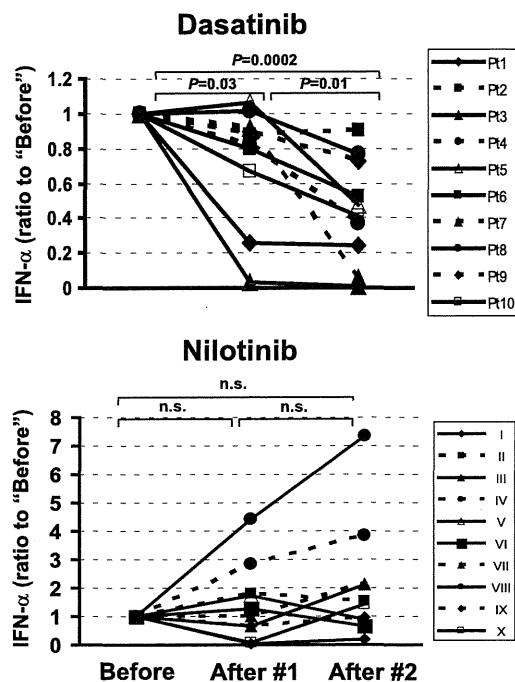 Dasatinib
P=0.0002
P=0.03
P=0.01
IFN-α (ratio to “Before”)
1.2
1
0.8
0.6
0.4
0.2
0
Pt1
Pt2
Pt3
Pt4
Pt5
Pt6
Pt7
Pt8
Pt9
Pt10
Nilotinib
n.s.
n.s.
n.s.
IFN-α (ratio to “Before”)
8
7
6
5
4
3
2
1
0
Before
After #1
After #2
I
II
III
IV
V
VI
VII
VIII
IX
X